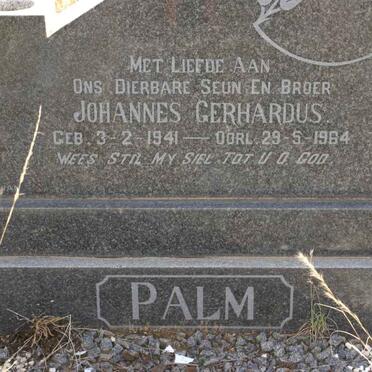 MET LIEFDE AAN
ONS DIERBARE SEUN EN BROER
JOHANNES GERHARDUS.
GEB. 3-2-1941 — OORL. 29-5-1964
WEES STIL MY SIEL TOT U O GOD.
PALM